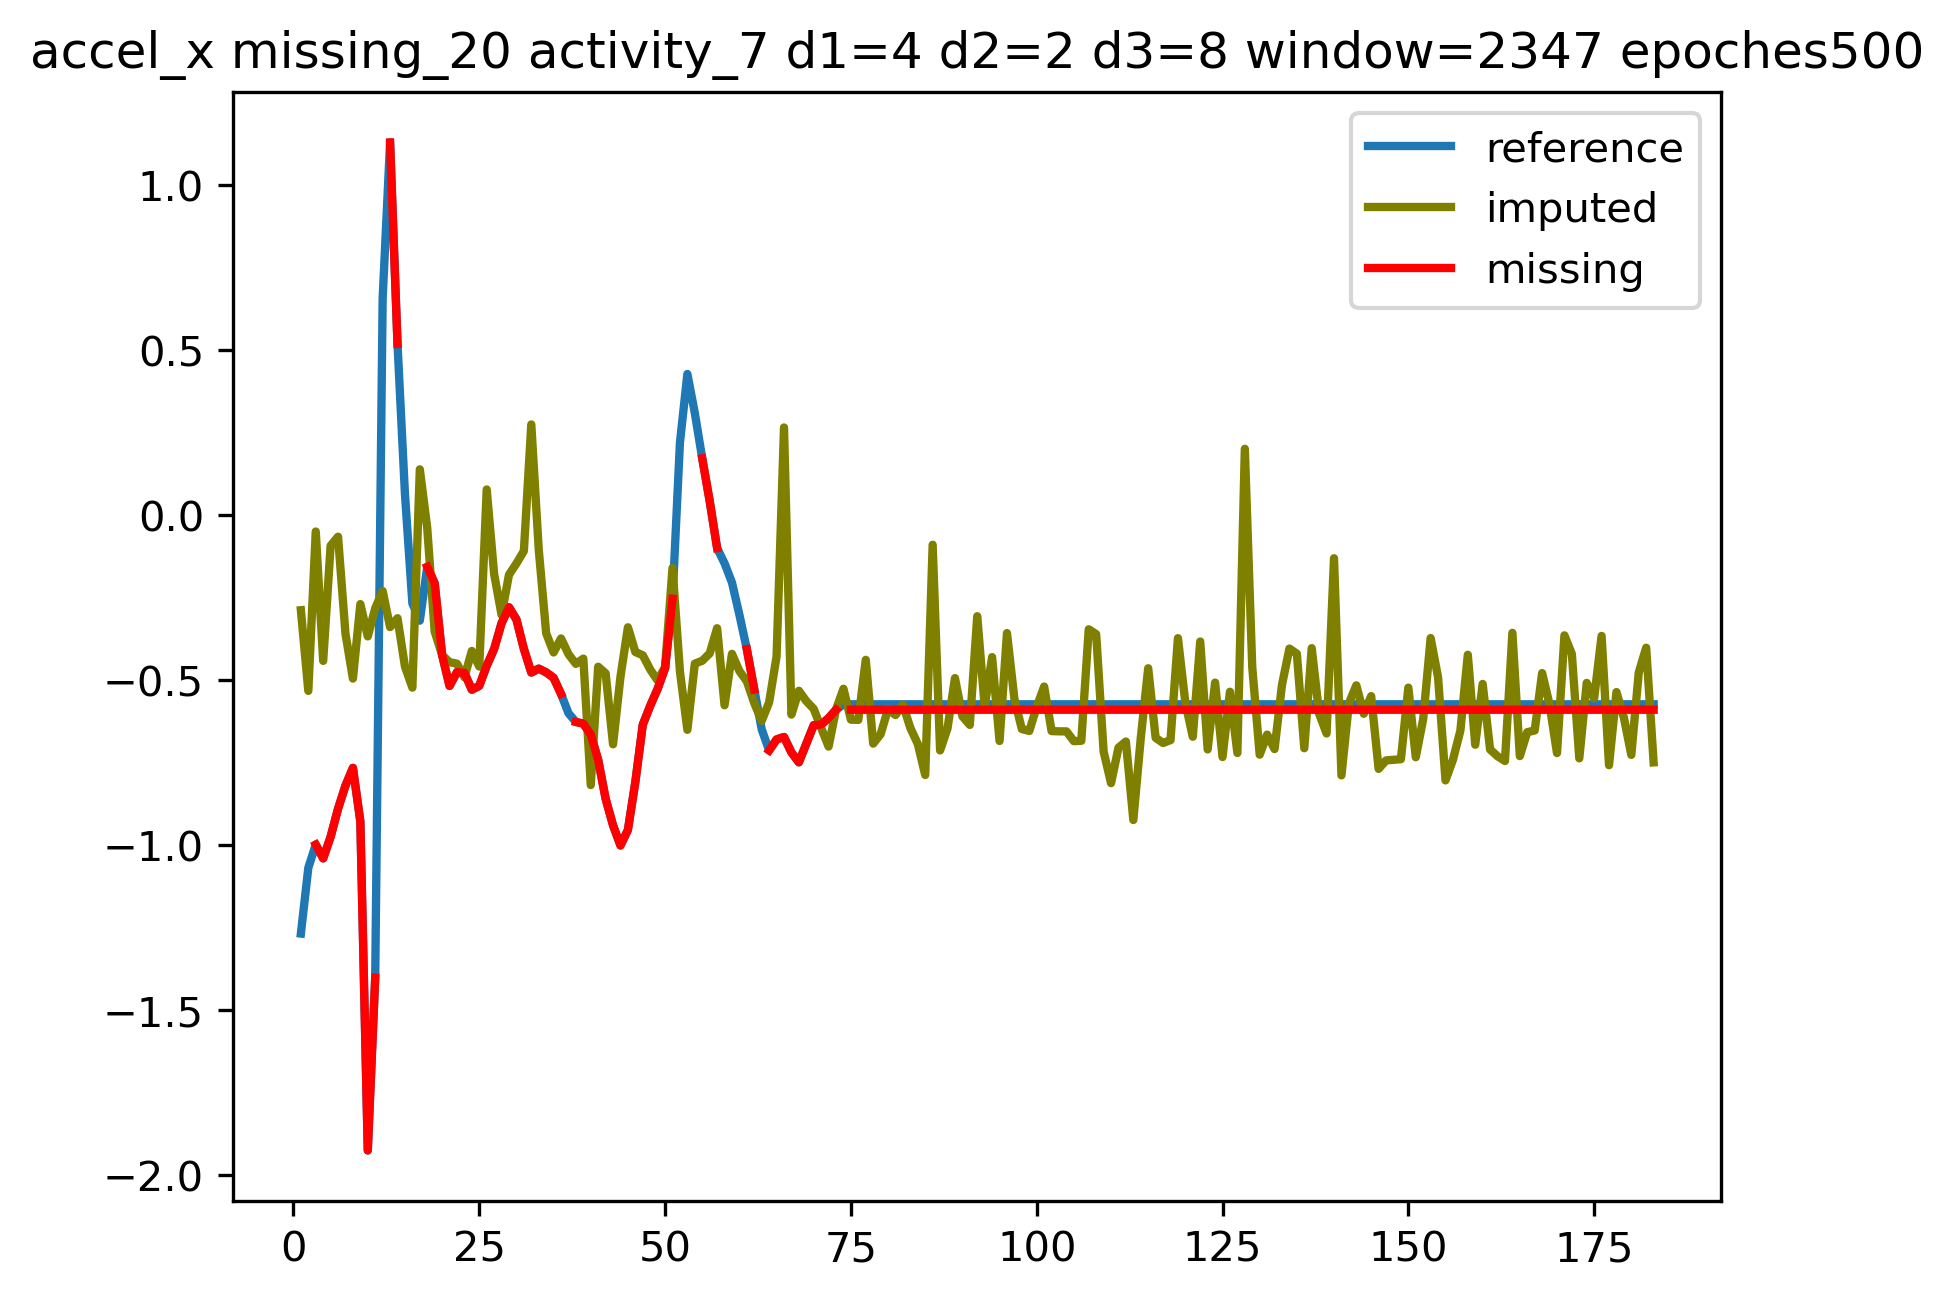 accel_x missing_20 activity_7 d1=4 d2=2 d3=8 window=2347 epoches500
reference
imputed
missing
1.0
0.5
0.0
−0.5
−1.0
−1.5
−2.0
0 25 50 75 100 125 150 175